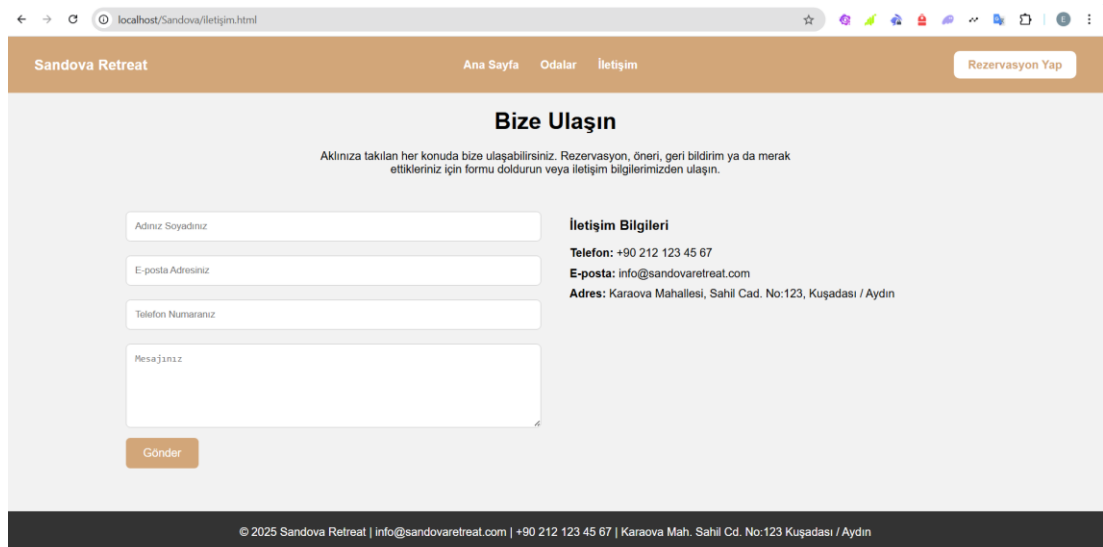 localhost/Sandova/iletişim.html
E
Sandova Retreat
Ana Sayfa Odalar İletişim
Rezervasyon Yap
Bize Ulaşın
Aklınıza takılan her konuda bize ulaşabilirsiniz. Rezervasyon, öneri, geri bildirim ya da merak
ettikleriniz için formu doldurun veya iletişim bilgilerimizden ulaşın.
Adınız Soyadınız
E-posta Adresiniz
Telefon Numaranız
Mesajınız
Gönder
İletişim Bilgileri
Telefon: +90 212 123 45 67
E-posta: info@sandovaretreat.com
Adres: Karaova Mahallesi, Sahil Cad. No:123, Kuşadası / Aydın
© 2025 Sandova Retreat | info@sandovaretreat.com | +90 212 123 45 67 | Karaova Mah. Sahil Cd. No:123 Kuşadası / Aydın